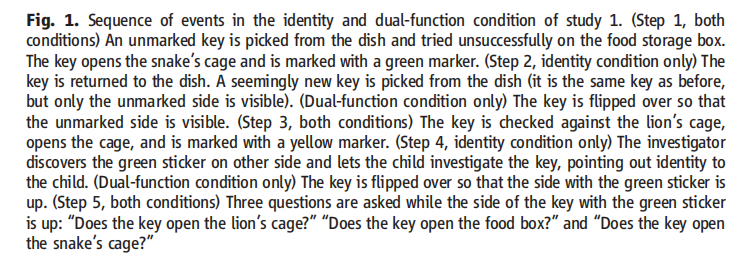 Fig. 1. Sequence of events in the identity and dual-function condition of study 1. (Step 1, both
conditions) An unmarked key is picked from the dish and tried unsuccessfully on the food storage box.
The key opens the snake's cage and is marked with a green marker. (Step 2, identity condition only) The
key is returned to the dish. A seemingly new key is picked from the dish (it is the same key as before,
but only the unmarked side is visible). (Dual-function condition only) The key is flipped over so that
the unmarked side is visible. (Step 3, both conditions) The key is checked against the lion's cage,
opens the cage, and is marked with a yellow marker. (Step 4, identity condition only) The investigator
discovers the green sticker on other side and lets the child investigate the key, pointing out identity to
the child. (Dual-function condition only) The key is flipped over so that the side with the green sticker is
up. (Step 5, both conditions) Three questions are asked while the side of the key with the green sticker
is up: “Does the key open the lion's cage?” “Does the key open the food box?” and “Does the key open
the snake's cage?”